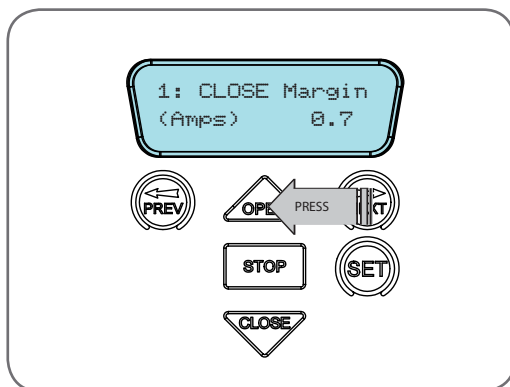 1: CLOSE Margin
(Amps) 0.7
PREV
PRESS
STOP
SET
CLOSE